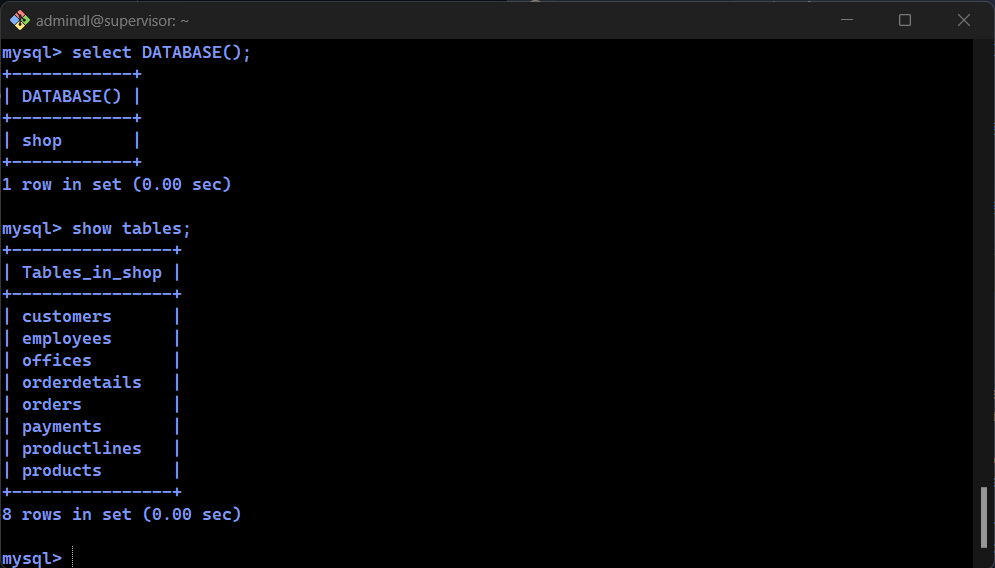 admindl@supervisor: ~
mysql> select DATABASE();
+------------+
| DATABASE() |
+------------+
| shop       |
+------------+
1 row in set (0.00 sec)

mysql> show tables;
+----------------+
| Tables_in_shop |
+----------------+
| customers      |
| employees      |
| offices        |
| orderdetails   |
| orders         |
| payments       |
| productlines   |
| products       |
+----------------+
8 rows in set (0.00 sec)

mysql>